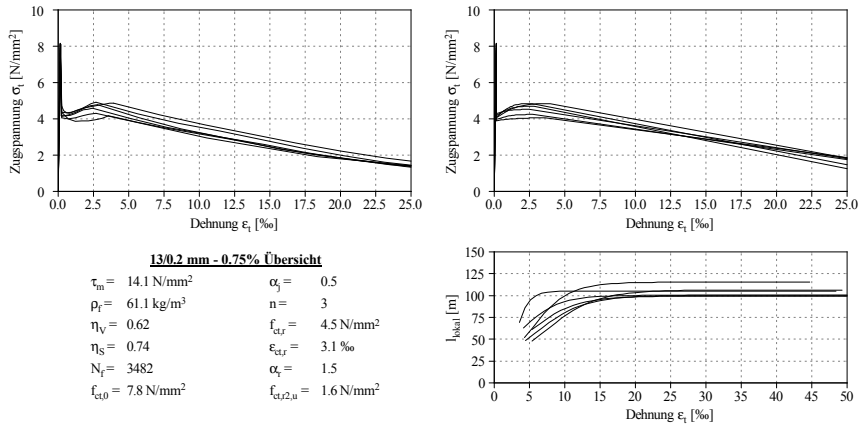 10
8
6
4
2
0
Zugspannung σt [N/mm²]
0.0 2.5 5.0 7.5 10.0 12.5 15.0 17.5 20.0 22.5 25.0
Dehnung εt [‰]
10
8
6
4
2
0
Zugspannung σt [N/mm²]
0.0 2.5 5.0 7.5 10.0 12.5 15.0 17.5 20.0 22.5 25.0
Dehnung εt [‰]
13/0.2 mm - 0.75% Übersicht
τm = 14.1 N/mm² αj = 0.5
ρf = 61.1 kg/m³ n = 3
ηV = 0.62 fct,r = 4.5 N/mm²
ηS = 0.74 εct,r = 3.1 ‰
Nf = 3482 αr = 1.5
fct,0 = 7.8 N/mm² fct,r2,u = 1.6 N/mm²
150
125
100
75
50
25
0
llokal [m]
0 5 10 15 20 25 30 35 40 45 50
Dehnung εt [‰]